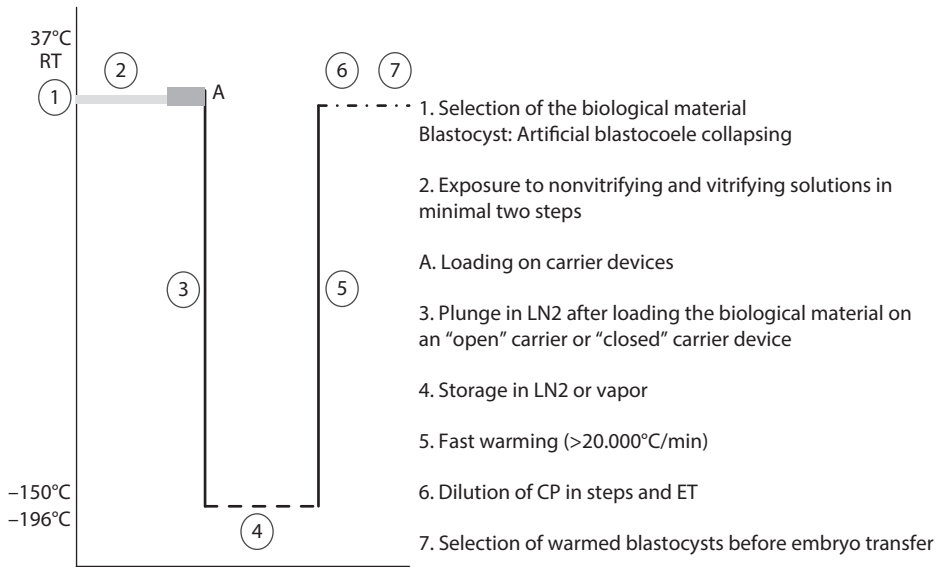 37°C
RT
1
2
A
6
7
3
5
–150°C
–196°C
4
1. Selection of the biological material
Blastocyst: Artificial blastocoele collapsing
2. Exposure to nonvitrifying and vitrifying solutions in
minimal two steps
A. Loading on carrier devices
3. Plunge in LN2 after loading the biological material on
an “open” carrier or “closed” carrier device
4. Storage in LN2 or vapor
5. Fast warming (>20.000°C/min)
6. Dilution of CP in steps and ET
7. Selection of warmed blastocysts before embryo transfer